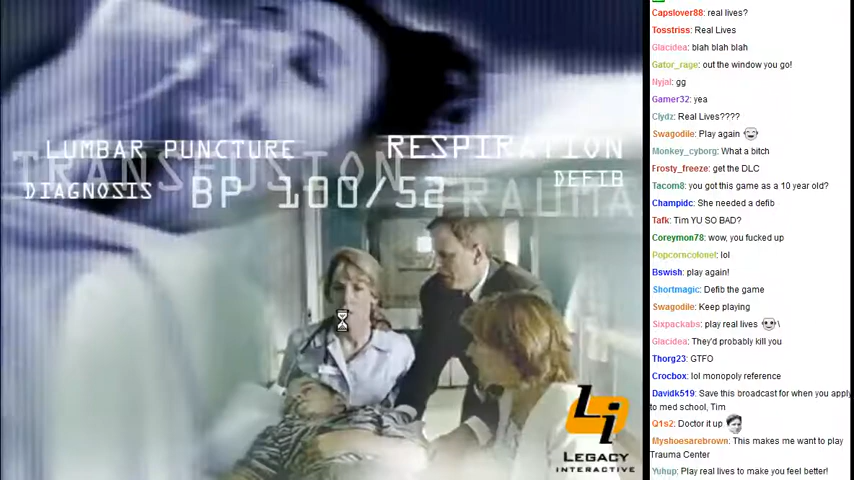 LUMBAR PUNCTURE
RESPIRATION
TRANSFUSION
DEFIB
DIAGNOSIS
BP 100/52
TRAUMA
LEGACY
INTERACTIVE
Capslover88: real lives?
Tosstriss: Real Lives
Glacidea: blah blah blah
Gator_rage: out the window you go!
Nyjal: gg
Gamer32: yea
Clydz: Real Lives????
Swagodile: Play again
Monkey_cyborg: What a bitch
Frosty_freeze: get the DLC
Tacom8: you got this game as a 10 year old?
Champidc: She needed a defib
Tafk: Tim YU SO BAD?
Coreymon78: wow, you fucked up
Popcorncolonet: lol
Bswish: play again!
Shortmagic: Defib the game
Swagodile: Keep playing
Sixpackabs: play real lives \
Glacidea: They'd probably kill you
Thorg23: GTFO
Crocbox: lol monopoly reference
Davidk519: Save this broadcast for when you apply
to med school, Tim
Q1s2: Doctor it up
Myshoesarebrown: This makes me want to play
Trauma Center
Yuhup: Play real lives to make you feel better!